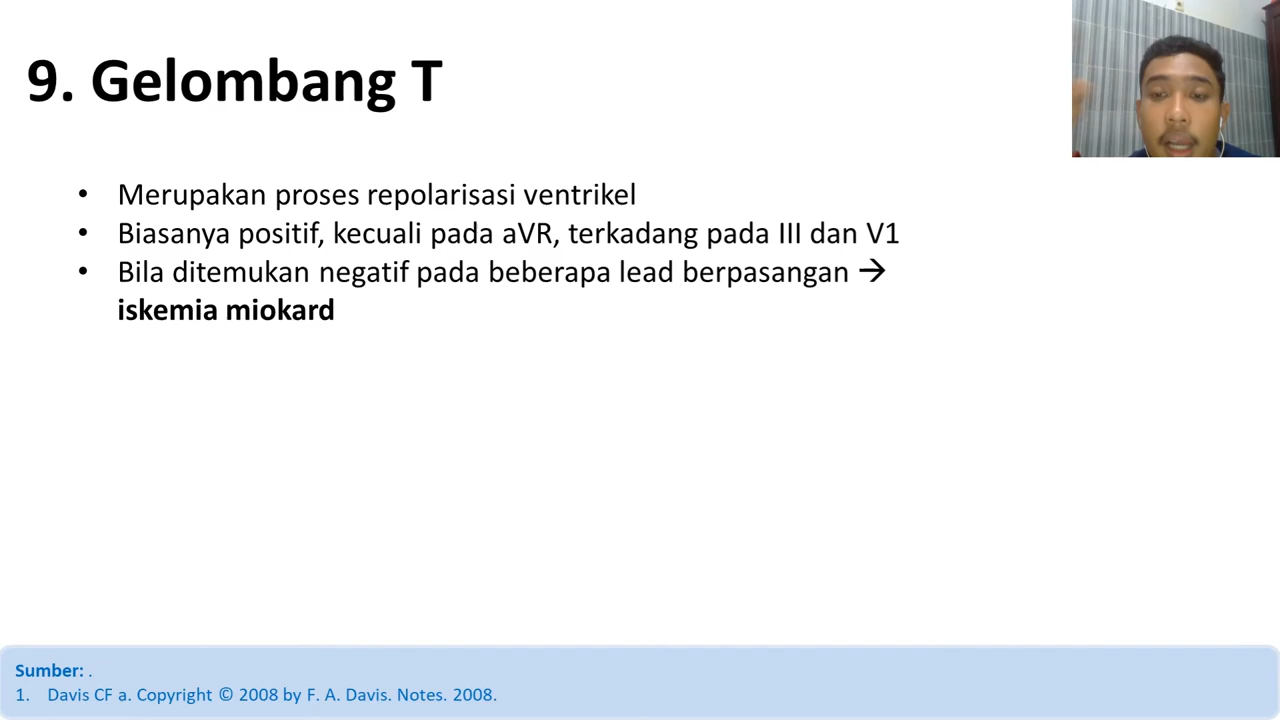 9. Gelombang T
• Merupakan proses repolarisasi ventrikel
• Biasanya positif, kecuali pada aVR, terkadang pada III dan V1
• Bila ditemukan negatif pada beberapa lead berpasangan →
iskemia miokard
Sumber: .
1. Davis CF a. Copyright © 2008 by F. A. Davis. Notes. 2008.